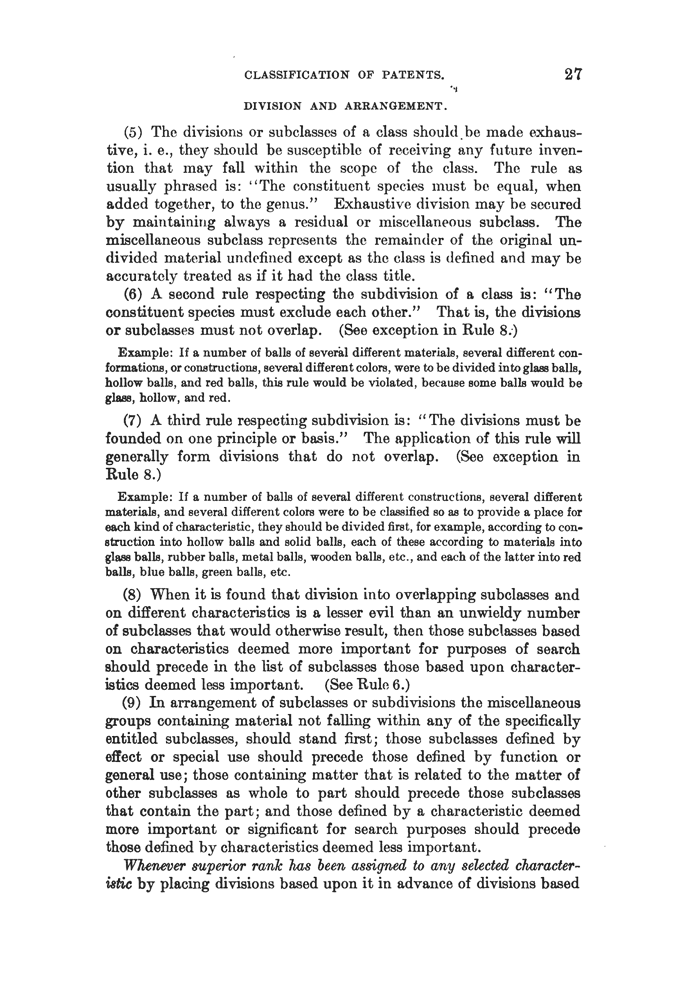 CLASSIFICATION OF PATENTS. 27
DIVISION AND ARRANGEMENT.
(5) The divisions or subclasses of a class should be made exhaus-
tive, i. e., they should be susceptible of receiving any future inven-
tion that may fall within the scope of the class. The rule as
usually phrased is: "The constituent species must be equal, when
added together, to the genus." Exhaustive division may be secured
by maintaining always a residual or miscellaneous subclass. The
miscellaneous subclass represents the remainder of the original un-
divided material undefined except as the class is defined and may be
accurately treated as if it had the class title.
(6) A second rule respecting the subdivision of a class is: "The
constituent species must exclude each other." That is, the divisions
or subclasses must not overlap. (See exception in Rule 8.)
Example: If a number of balls of several different materials, several different con-
formations, or constructions, several different colors, were to be divided into glass balls,
hollow balls, and red balls, this rule would be violated, because some balls would be
glass, hollow, and red.
(7) A third rule respecting subdivision is: "The divisions must be
founded on one principle or basis." The application of this rule will
generally form divisions that do not overlap. (See exception in
Rule 8.)
Example: If a number of balls of several different constructions, several different
materials, and several different colors were to be classified so as to provide a place for
each kind of characteristic, they should be divided first, for example, according to con-
struction into hollow balls and solid balls, each of these according to materials into
glass balls, rubber balls, metal balls, wooden balls, etc., and each of the latter into red
balls, blue balls, green balls, etc.
(8) When it is found that division into overlapping subclasses and
on different characteristics is a lesser evil than an unwieldy number
of subclasses that would otherwise result, then those subclasses based
on characteristics deemed more important for purposes of search
should precede in the list of subclasses those based upon character-
istics deemed less important. (See Rule 6.)
(9) In arrangement of subclasses or subdivisions the miscellaneous
groups containing material not falling within any of the specifically
entitled subclasses, should stand first; those subclasses defined by
effect or special use should precede those defined by function or
general use; those containing matter that is related to the matter of
other subclasses as whole to part should precede those subclasses
that contain the part; and those defined by a characteristic deemed
more important or significant for search purposes should precede
those defined by characteristics deemed less important.
Whenever superior rank has been assigned to any selected character-
istic by placing divisions based upon it in advance of divisions based